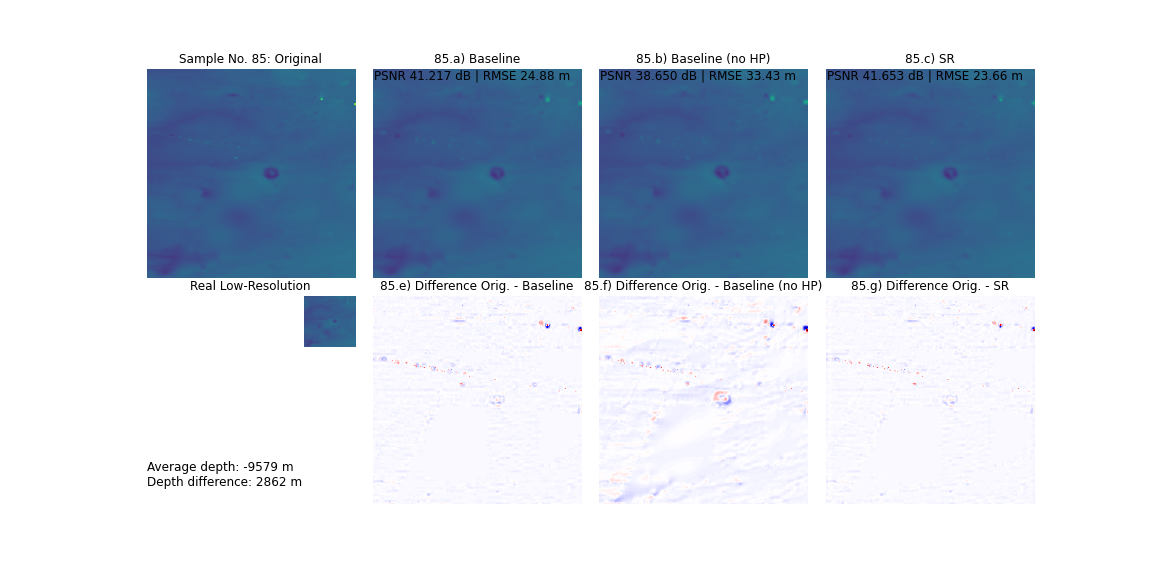 Sample No. 85: Original
85.a) Baseline
85.b) Baseline (no HP)
85.c) SR
PSNR 41.217 dB | RMSE 24.88 m
PSNR 38.650 dB | RMSE 33.43 m
PSNR 41.653 dB | RMSE 23.66 m
Real Low-Resolution
85.e) Difference Orig. - Baseline
85.f) Difference Orig. - Baseline (no HP)
85.g) Difference Orig. - SR
Average depth: -9579 m
Depth difference: 2862 m